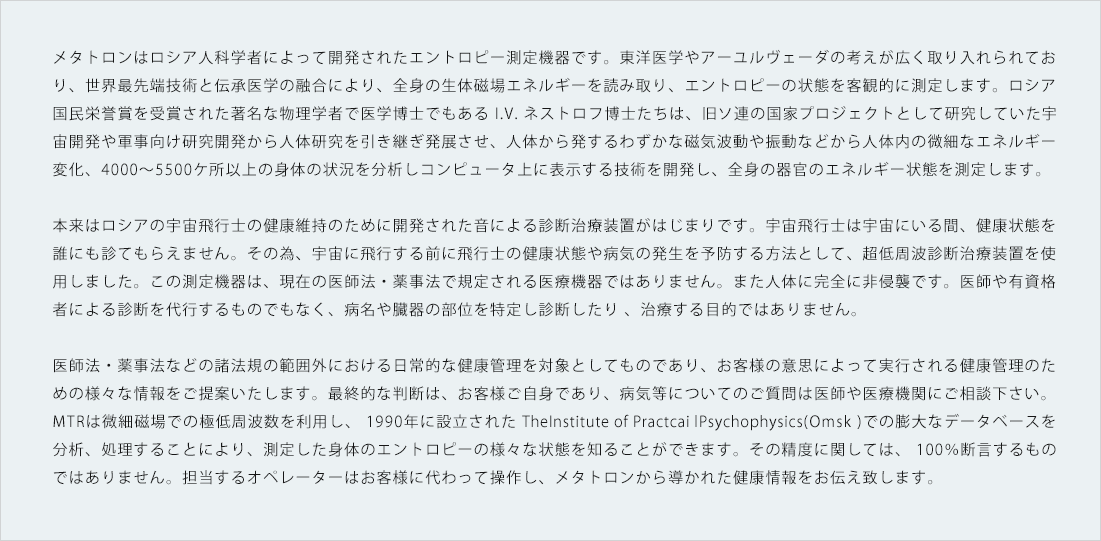 メタトロンはロシア人科学者によって開発されたエントロピー測定機器です。東洋医学やアーユルヴェーダの考えが広く取り入れられてお
り、世界最先端技術と伝承医学の融合により、全身の生体磁場エネルギーを読み取り、エントロピーの状態を客観的に測定します。ロシア
国民栄誉賞を受賞された著名な物理学者で医学博士でもある I.V. ネストロフ博士たちは、旧ソ連の国家プロジェクトとして研究していた宇
宙開発や軍事向け研究開発から人体研究を引き継ぎ発展させ、人体から発するわずかな磁気波動や振動などから人体内の微細なエネルギー
変化、4000〜5500ケ所以上の身体の状況を分析しコンピュータ上に表示する技術を開発し、全身の器官のエネルギー状態を測定します。
本来はロシアの宇宙飛行士の健康維持のために開発された音による診断治療装置がはじまりです。宇宙飛行士は宇宙にいる間、健康状態を
誰にも診てもらえません。その為、宇宙に飛行する前に飛行士の健康状態や病気の発生を予防する方法として、超低周波診断治療装置を使
用しました。この測定機器は、現在の医師法・薬事法で規定される医療機器ではありません。また人体に完全に非侵襲です。医師や有資格
者による診断を代行するものでもなく、病名や臓器の部位を特定し診断したり 、治療する目的ではありません。
医師法・薬事法などの諸法規の範囲外における日常的な健康管理を対象としてものであり、お客様の意思によって実行される健康管理のた
めの様々な情報をご提案いたします。最終的な判断は、お客様ご自身であり、病気等についてのご質問は医師や医療機関にご相談下さい。
MTRは微細磁場での極低周波数を利用し、 1990年に設立された TheInstitute of Practcai lPsychophysics(Omsk )での膨大なデータベースを
分析、処理することにより、測定した身体のエントロピーの様々な状態を知ることができます。その精度に関しては、 100%断言するもの
ではありません。担当するオペレーターはお客様に代わって操作し、メタトロンから導かれた健康情報をお伝え致します。